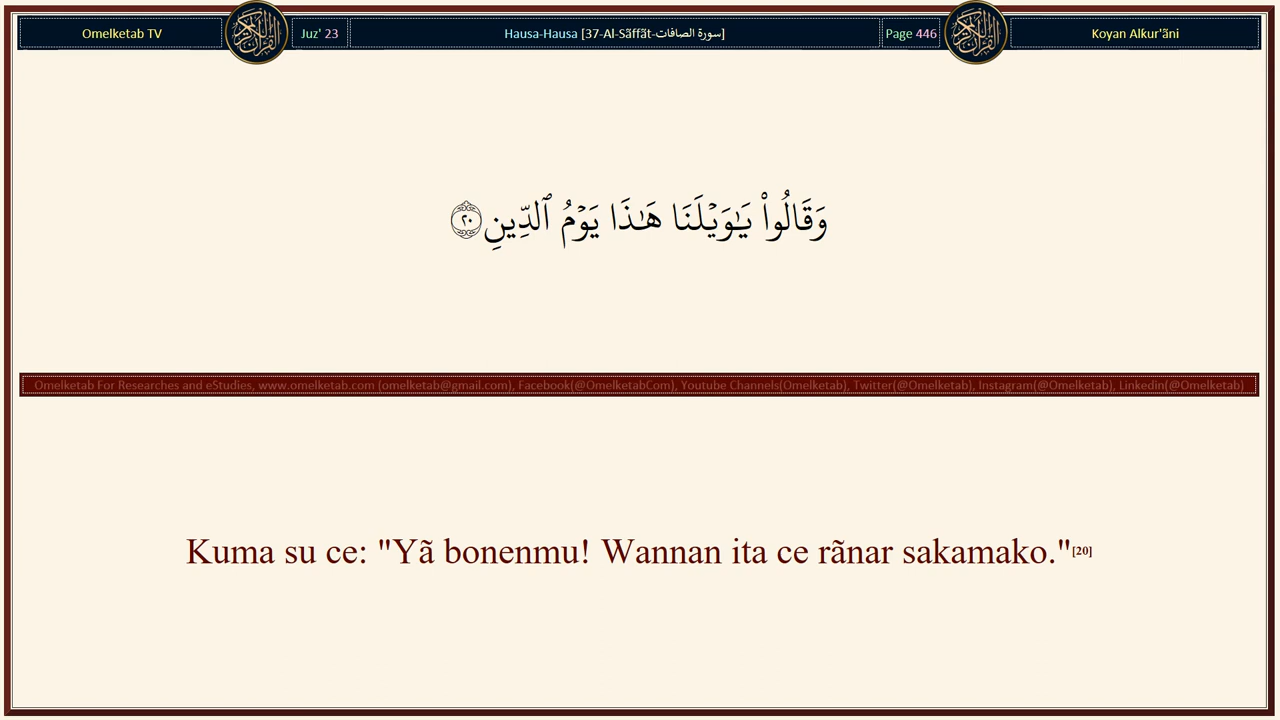 Omelketab TV
Juz' 23
Hausa-Hausa [37-Al-Sãffãt-سورة الصافات]
Page 446
Koyan Alƙur'ãni
وَقَالُوا۟ يَـٰوَيْلَنَا هَـٰذَا يَوْمُ ٱلدِّينِ ٢٠
Omelketab For Researches and eStudies, www.omelketab.com (omelketab@gmail.com), Facebook(@OmelketabCom), Youtube Channels(Omelketab), Twitter(@Omelketab), Instagram(@Omelketab), Linkedin(@Omelketab)
Kuma su ce: "Yã bonenmu! Wannan ita ce rãnar sakamako."[20]